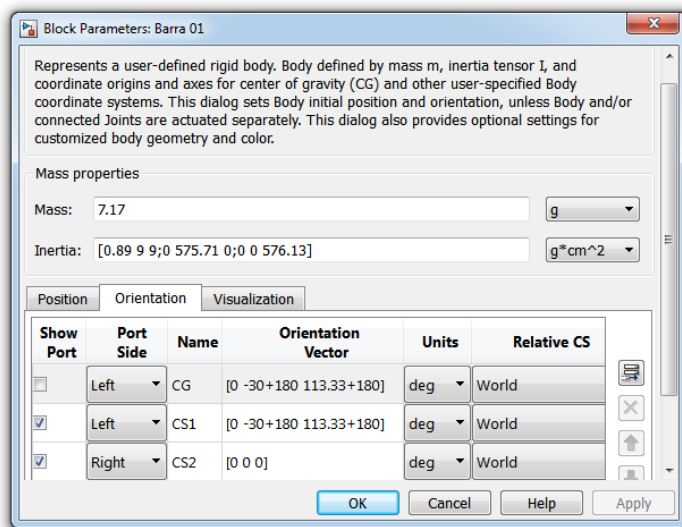 Block Parameters: Barra 01
Represents a user-defined rigid body. Body defined by mass m, inertia tensor I, and
coordinate origins and axes for center of gravity (CG) and other user-specified Body
coordinate systems. This dialog sets Body initial position and orientation, unless Body and/or
connected Joints are actuated separately. This dialog also provides optional settings for
customized body geometry and color.
Mass properties
Mass: 7.17 g
Inertia: [0.89 9 9;0 575.71 0;0 0 576.13] g*cm^2
Position Orientation Visualization
Show Port Port Side Name Orientation Vector Units Relative CS
Left CG [0 -30+180 113.33+180] deg World
Left CS1 [0 -30+180 113.33+180] deg World
Right CS2 [0 0 0] deg World
OK Cancel Help Apply